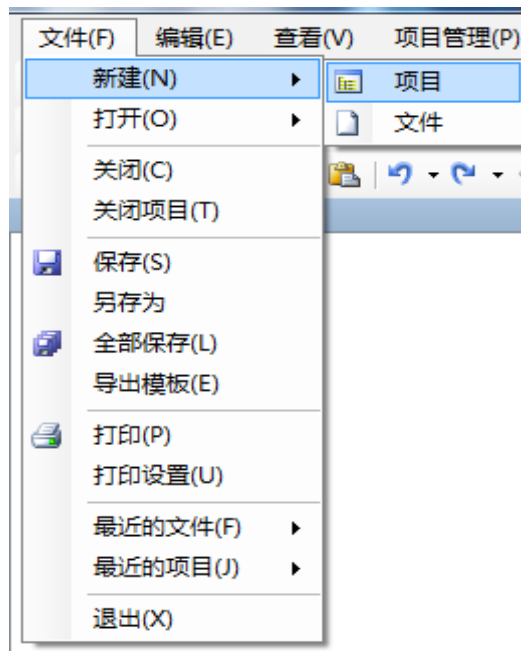 文件(F) 编辑(E) 查看(V) 项目管理(P)
新建(N) 项目
打开(O) 文件
关闭(C)
关闭项目(T)
保存(S)
另存为
全部保存(L)
导出模板(E)
打印(P)
打印设置(U)
最近的文件(F)
最近的项目(J)
退出(X)